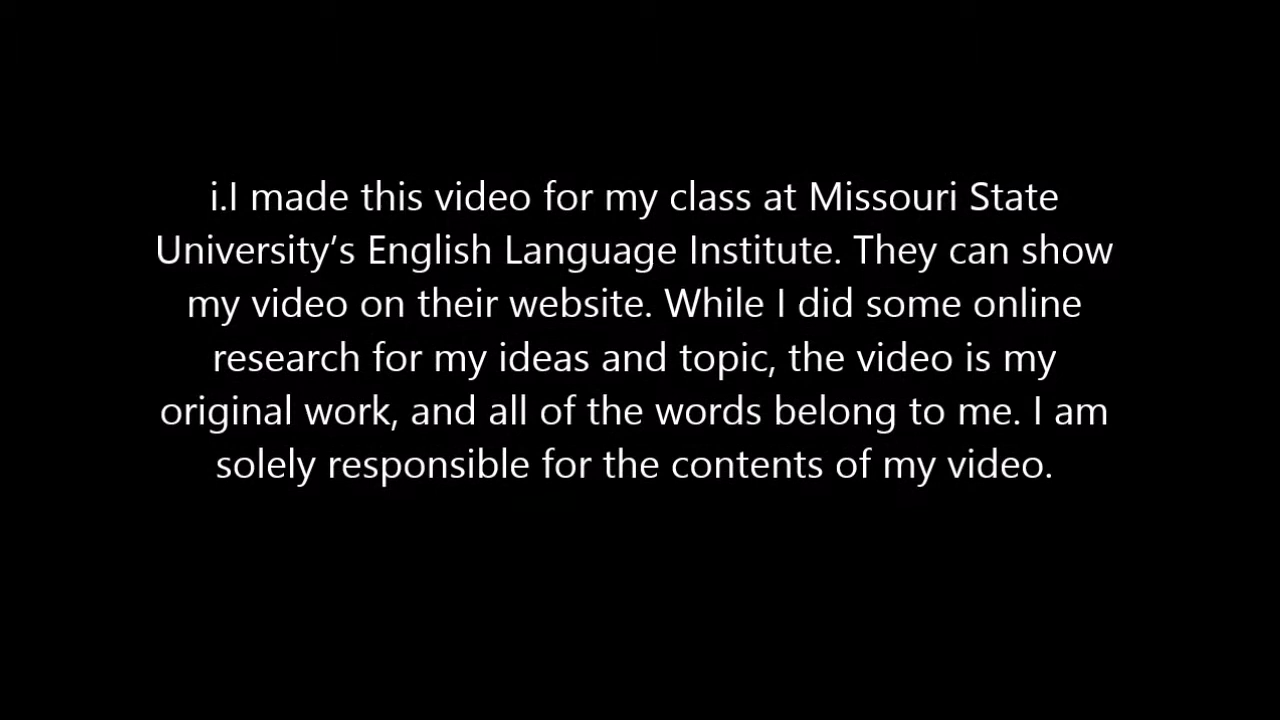 i.I made this video for my class at Missouri State
University’s English Language Institute. They can show
my video on their website. While I did some online
research for my ideas and topic, the video is my
original work, and all of the words belong to me. I am
solely responsible for the contents of my video.